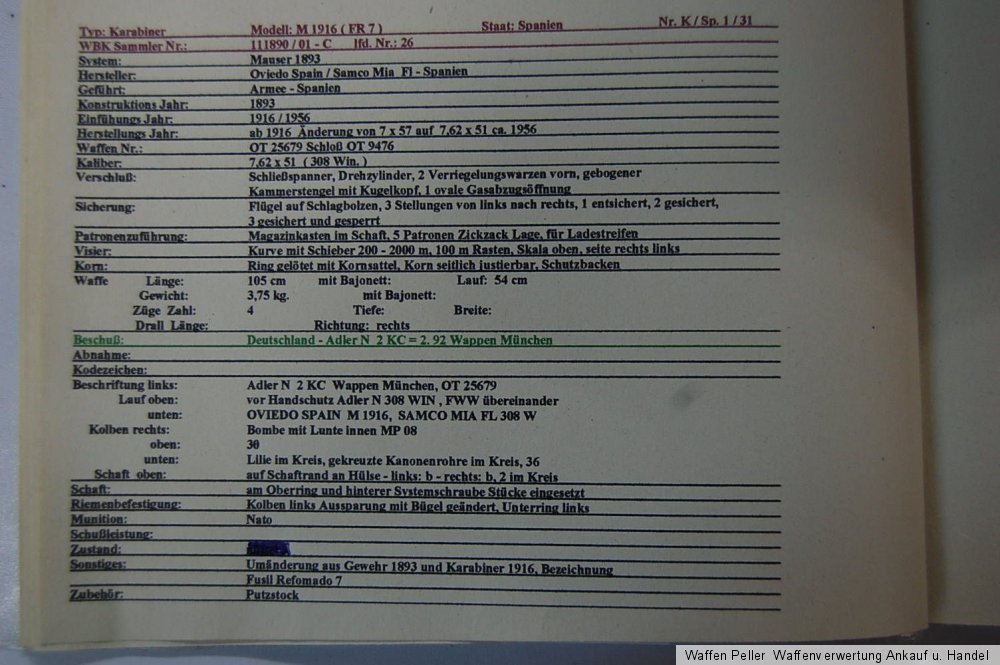 Typ: Karabiner Modell: M 1916 ( FR 7 ) Staat: Spanien Nr. K / Sp. 1 / 31
WBK Sammler Nr.: 111890 / 01 - C lfd. Nr.: 26
System: Mauser 1893
Hersteller: Oviedo Spain / Samco Mia Fl - Spanien
Geführt: Armee - Spanien
Konstruktions Jahr: 1893
Einfühungs Jahr: 1916 / 1956
Herstellungs Jahr: ab 1916 Änderung von 7 x 57 auf 7,62 x 51 ca. 1956
Waffen Nr.: OT 25679 Schloß OT 9476
Kaliber: 7,62 x 51 ( 308 Win. )
Verschluß: Schließspanner, Drehzylinder, 2 Verriegelungswarzen vorn, gebogener
Kammerstengel mit Kugelkopf, 1 ovale Gasabzugsöffnung
Sicherung: Flügel auf Schlagbolzen, 3 Stellungen von links nach rechts, 1 entsichert, 2 gesichert,
3 gesichert und gesperrt
Patronenzuführung: Magazinkasten im Schaft, 5 Patronen Zickzack Lage, für Ladestreifen
Visier: Kurve mit Schieber 200 - 2000 m, 100 m Rasten, Skala oben, seite rechts links
Korn: Ring gelötet mit Kornsattel, Korn seitlich justierbar, Schutzbacken
Waffe Länge: 105 cm mit Bajonett: Lauf: 54 cm
Gewicht: 3,75 kg. mit Bajonett:
Züge Zahl: 4 Tiefe: Breite:
Drall Länge: Richtung: rechts
Beschuß: Deutschland - Adler N 2 KC = 2. 92 Wappen München
Abnahme:
Kodezeichen:
Beschriftung links: Adler N 2 KC Wappen München, OT 25679
Lauf oben: vor Handschutz Adler N 308 WIN , FWW übereinander
unten: OVIEDO SPAIN M 1916, SAMCO MIA FL 308 W
Kolben rechts: Bombe mit Lunte innen MP 08
oben: 30
unten: Lilie im Kreis, gekreuzte Kanonenrohre im Kreis, 36
Schaft oben: auf Schaftrand an Hülse - links: b - rechts: b, 2 im Kreis
Schaft: am Oberring und hinterer Systemschraube Stücke eingesetzt
Riemenbefestigung: Kolben links Aussparung mit Bügel geändert, Unterring links
Munition: Nato
Schußleistung:
Zustand:
Sonstiges: Umänderung aus Gewehr 1893 und Karabiner 1916, Bezeichnung
Fusil Refomado 7
Zubehör: Putzstock
Waffen Peller Waffenverwertung Ankauf u. Handel